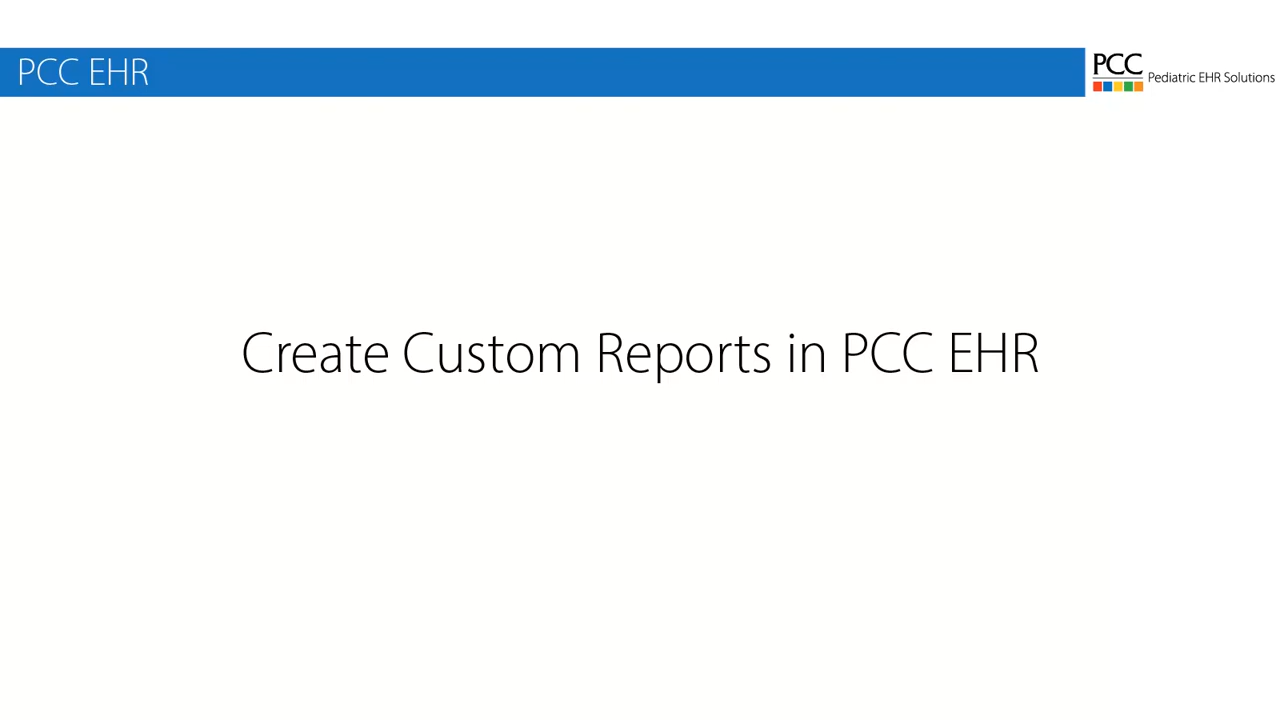 PCC EHR
PCC
Pediatric EHR Solutions
Create Custom Reports in PCC EHR